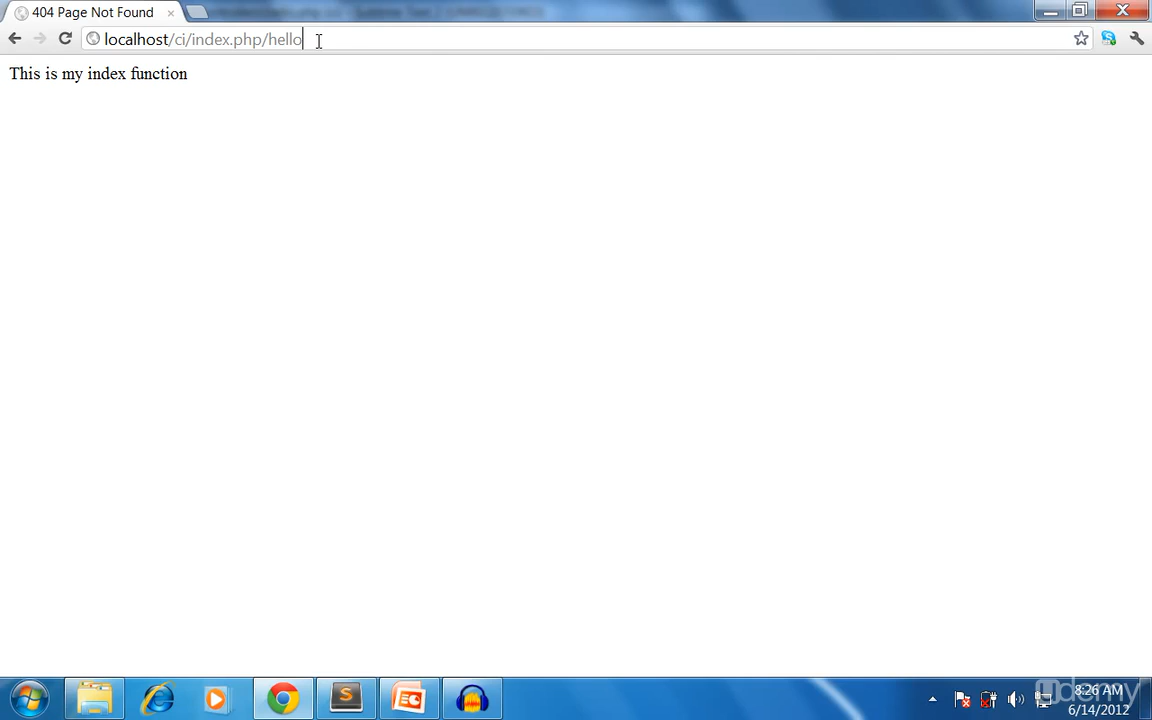 404 Page Not Found
localhost/ci/index.php/hello
This is my index function
8:26 AM
6/14/2012
udemy